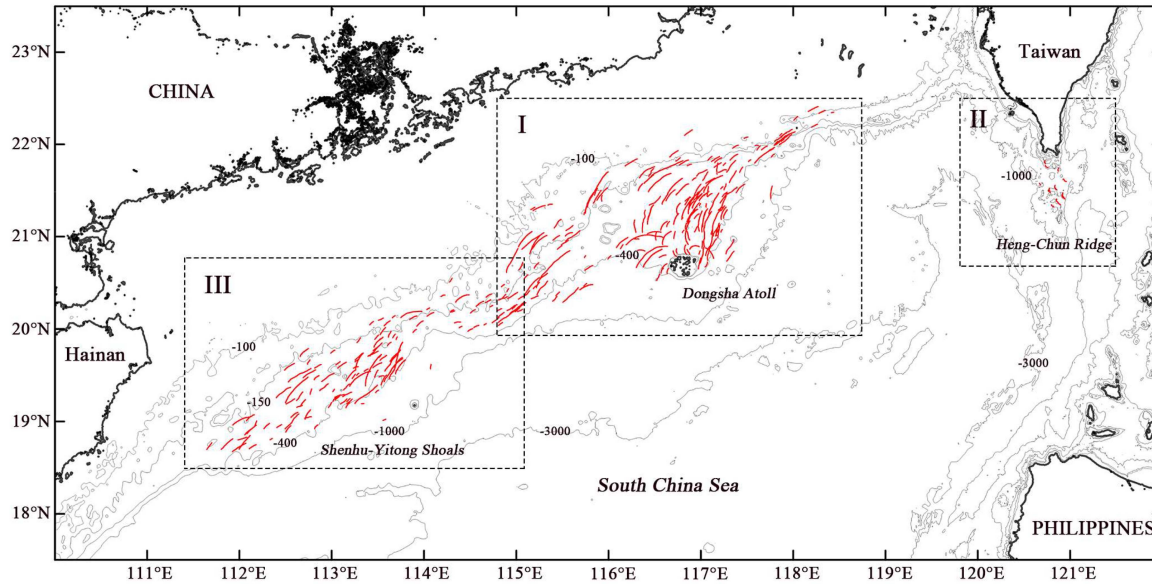 23°N
22°N
21°N
20°N
19°N
18°N
CHINA
Taiwan
I
II
-100
-1000
Heng-Chun Ridge
-400
Dongsha Atoll
III
Hainan
-100
-150
-400
-1000
Shenhu-Yitong Shoals
-3000
-3000
South China Sea
PHILIPPINES
111°E
112°E
113°E
114°E
115°E
116°E
117°E
118°E
119°E
120°E
121°E